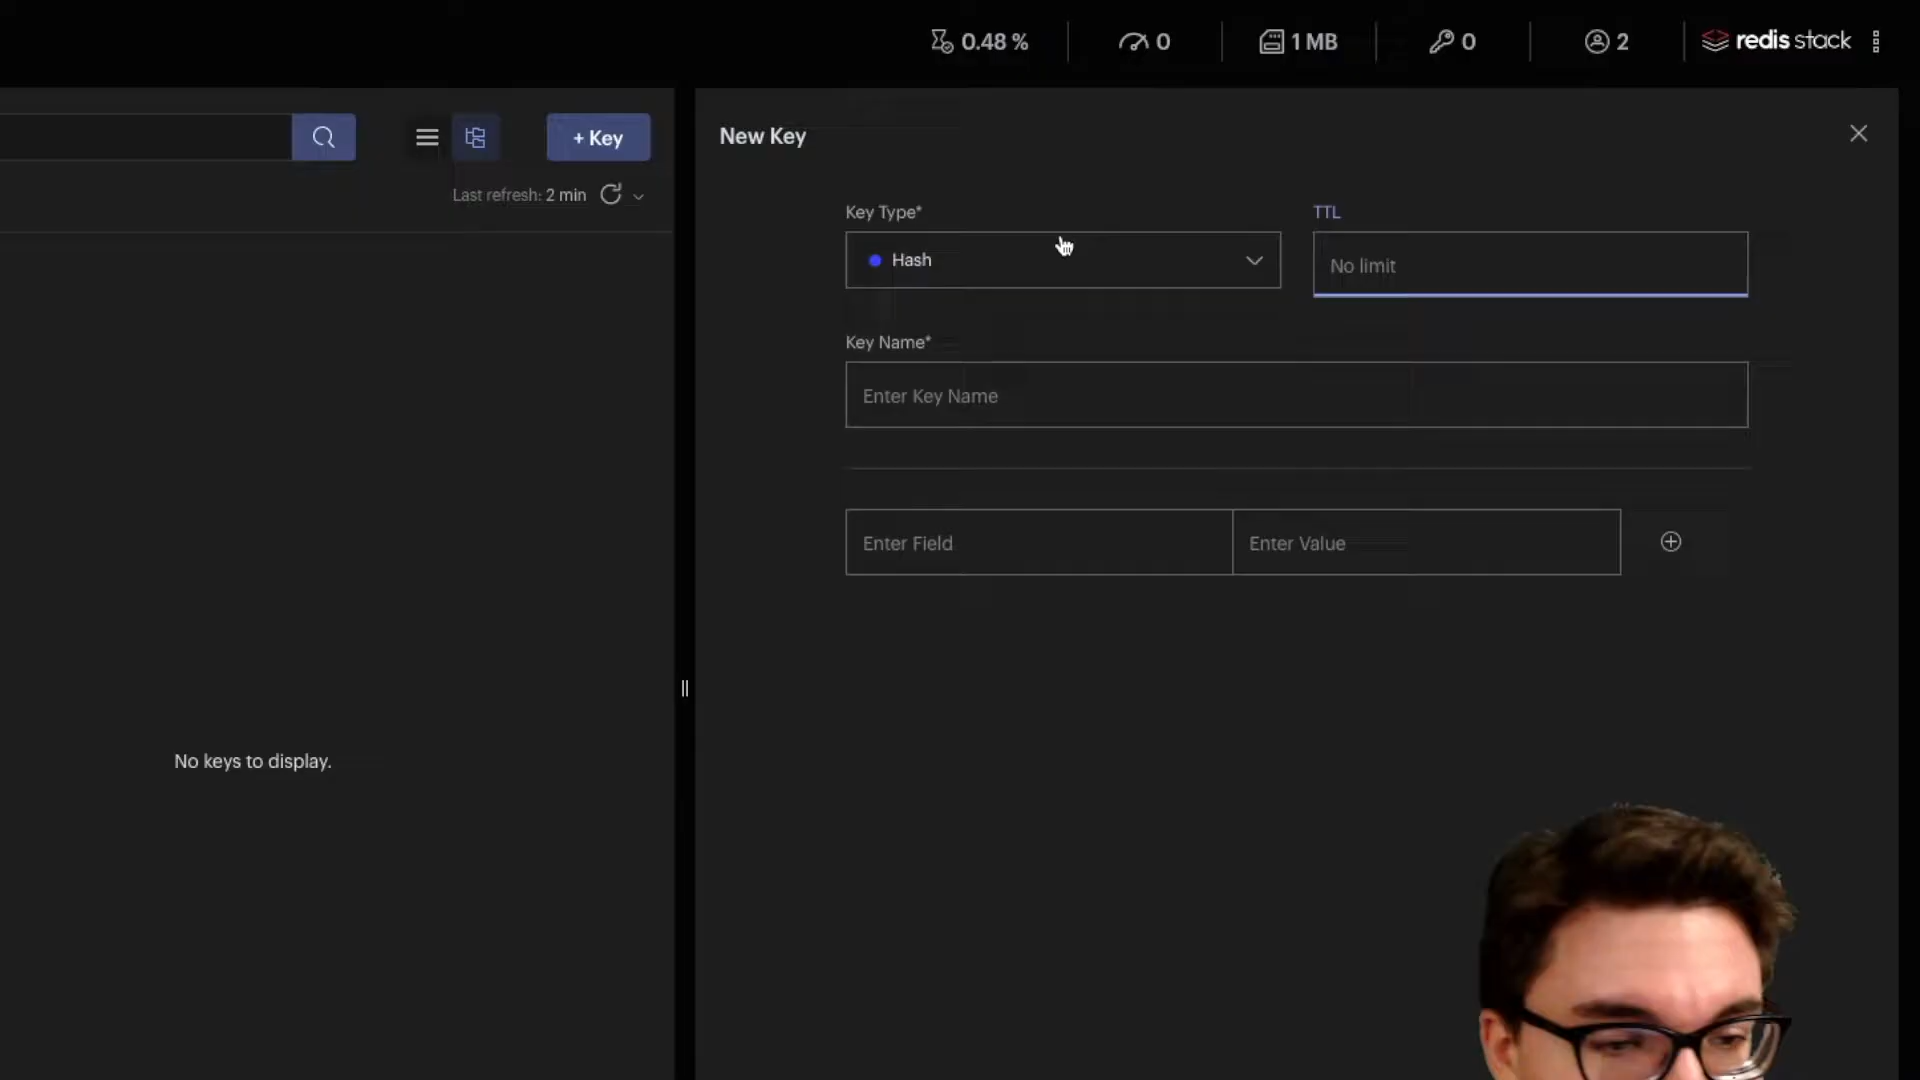 0.48 %
0
1 MB
0
2
redis stack
+ Key
Last refresh: 2 min
No keys to display.
New Key
Key Type*
TTL
Hash
No limit
Key Name*
Enter Key Name
Enter Field
Enter Value